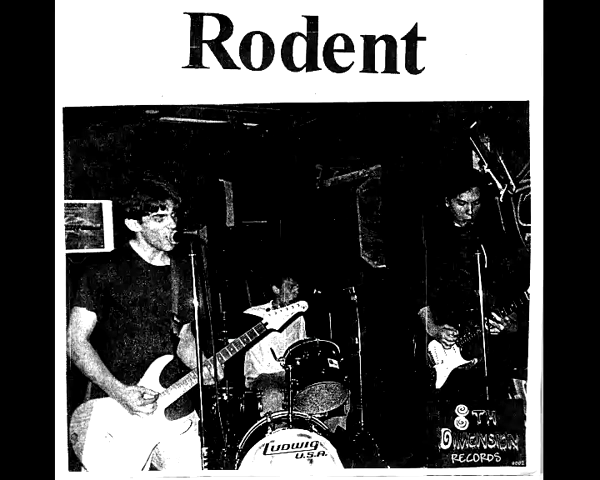 Rodent
Ludwig
U.S.A.
8TH
DIMENSION
RECORDS